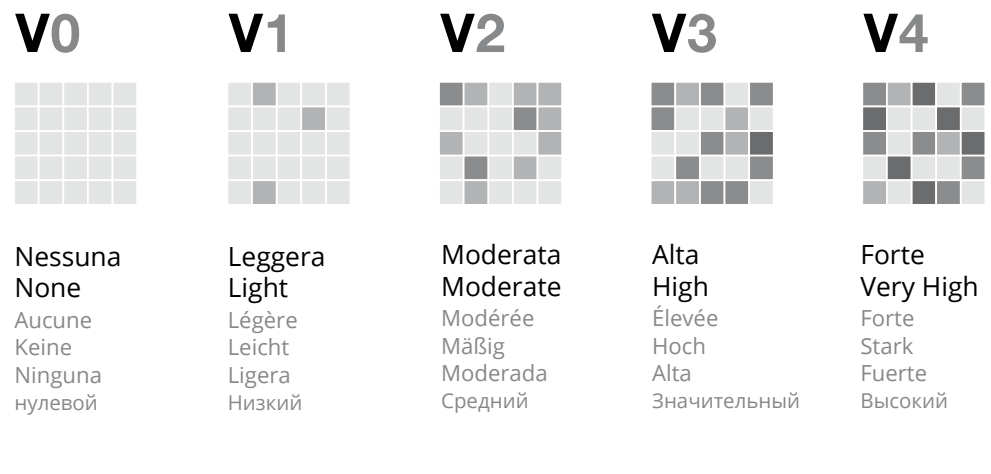 V0
Nessuna
None
Aucune
Keine
Ninguna
нулевой
V1
Leggera
Light
Légère
Leicht
Ligera
Низкий
V2
Moderata
Moderate
Modérée
Mäßig
Moderada
Средний
V3
Alta
High
Élevée
Hoch
Alta
Значительный
V4
Forte
Very High
Forte
Stark
Fuerte
Высокий